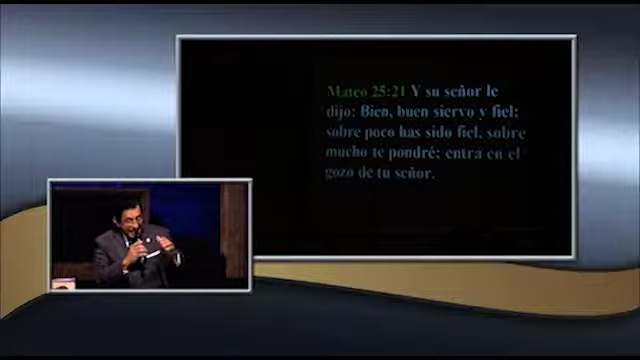 Mateo 25:21 Y su señor le
dijo: Bien, buen siervo y fiel;
sobre poco has sido fiel, sobre
mucho te pondré; entra en el
gozo de tu señor.